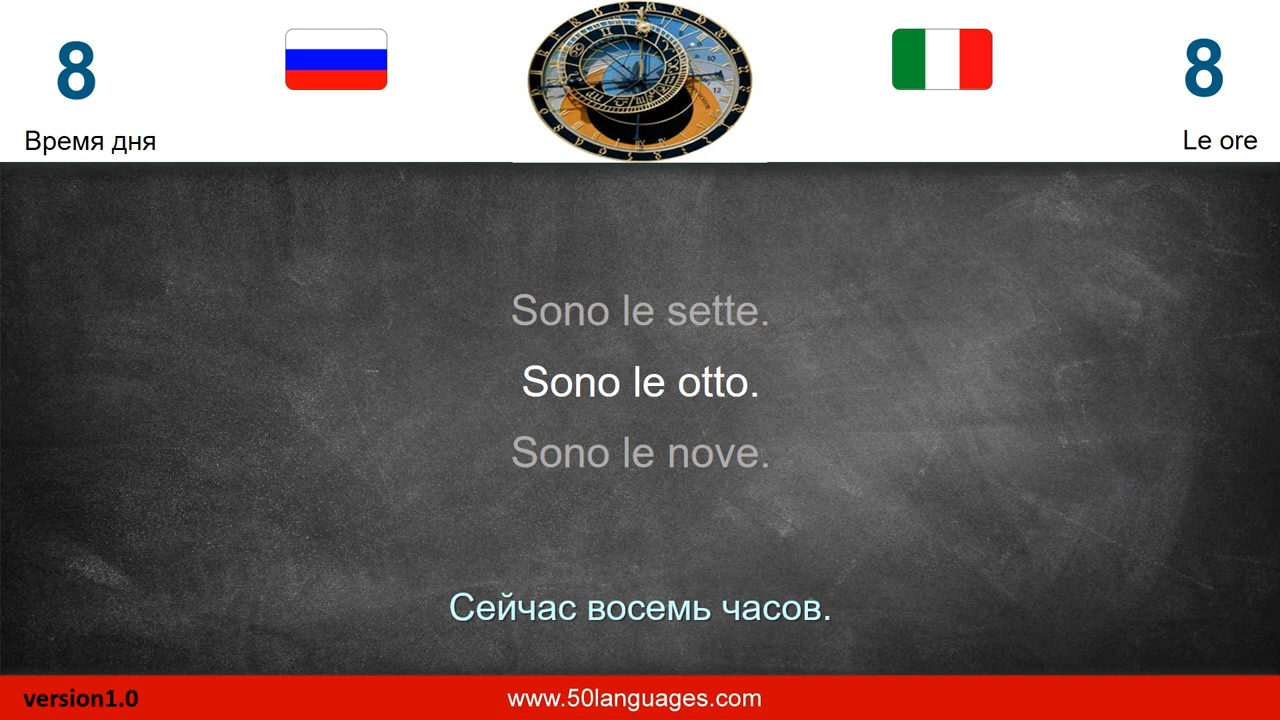 8
8
Время дня
Le ore
Sono le sette.
Sono le otto.
Sono le nove.
Сейчас восемь часов.
version1.0
www.50languages.com